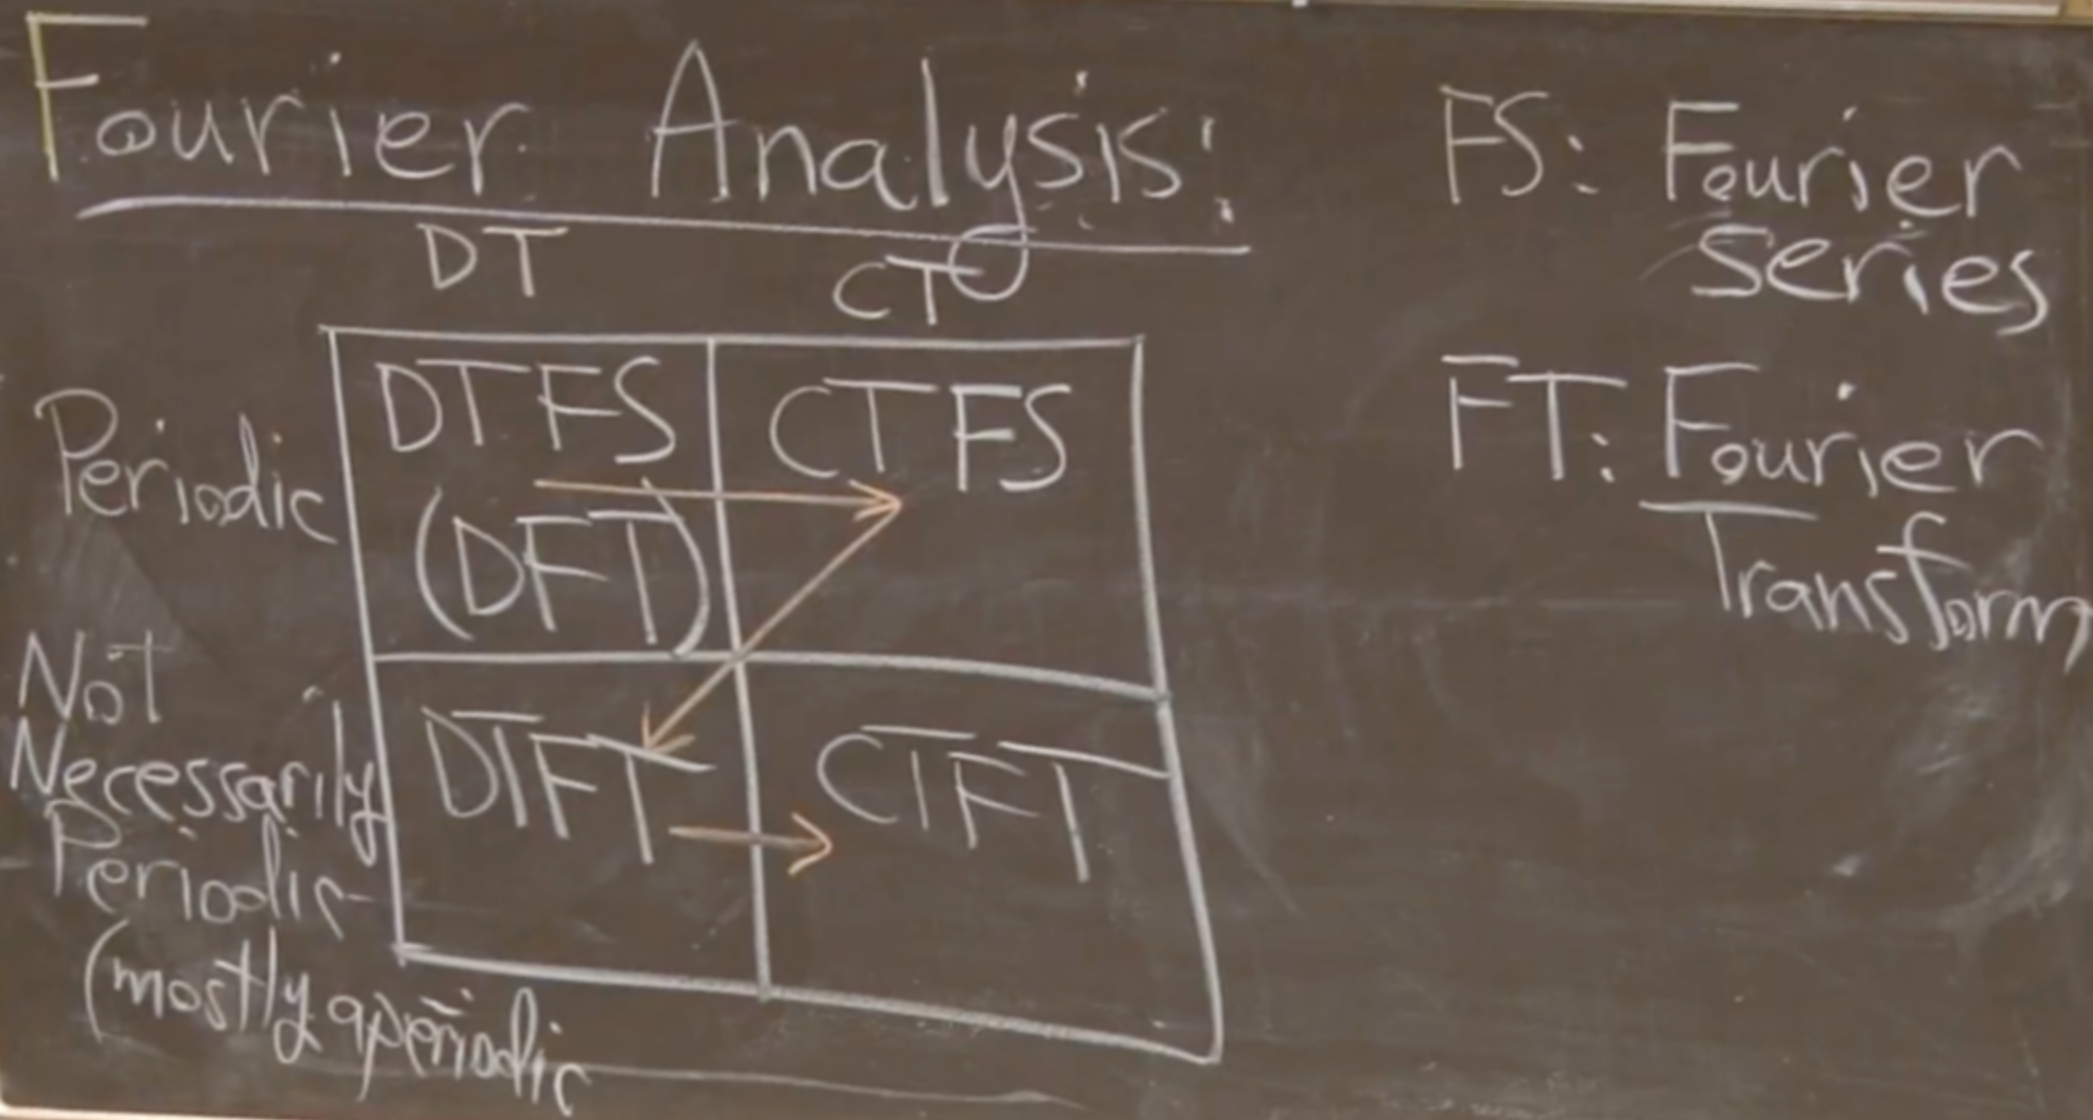 Fourier Analysis:
DT CT
Periodic
DTFS CTFS
(DFT)
Not
Necessarily
Periodic
(mostly aperiodic
DTFT CTFT
FS: Fourier
Series
FT: Fourier
Transform